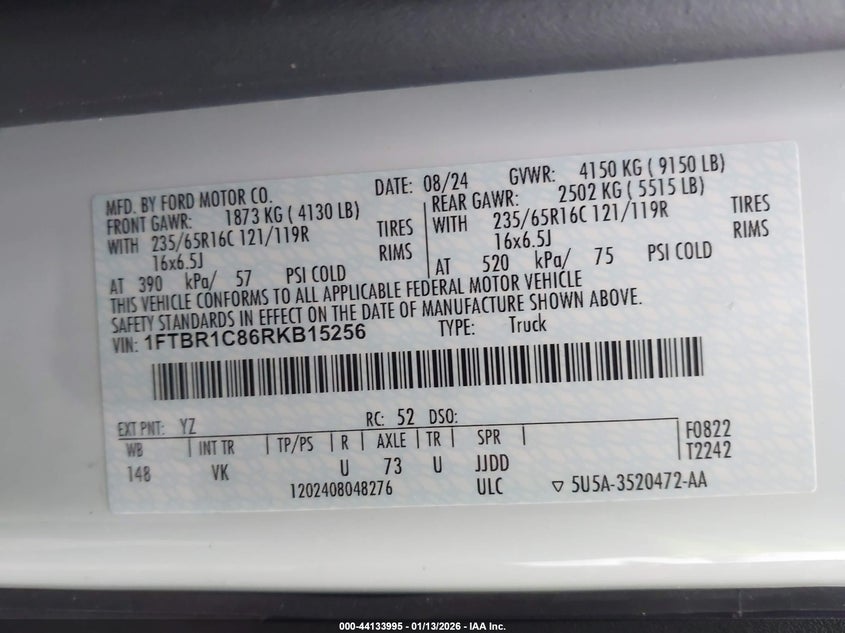 MFD. BY FORD MOTOR CO. DATE: 08/24 GVWR: 4150 KG ( 9150 LB)
FRONT GAWR: 1873 KG ( 4130 LB) REAR GAWR: 2502 KG ( 5515 LB)
WITH 235/65R16C 121/119R TIRES WITH 235/65R16C 121/119R TIRES
16x6.5J RIMS 16x6.5J RIMS
AT 390 kPa/ 57 PSI COLD AT 520 kPa/ 75 PSI COLD
THIS VEHICLE CONFORMS TO ALL APPLICABLE FEDERAL MOTOR VEHICLE
SAFETY STANDARDS IN EFFECT ON THE DATE OF MANUFACTURE SHOWN ABOVE.
VIN: 1FTBR1C86RKB15256 TYPE: Truck
EXT PNT: YZ RC: 52 DSO:
WB INT TR TP/PS R AXLE TR SPR F0822
148 VK U 73 U JJDD T2242
1202408048276 ULC ▽ 5U5A-3520472-AA
000-44133995 - 01/13/2026 - IAA Inc.